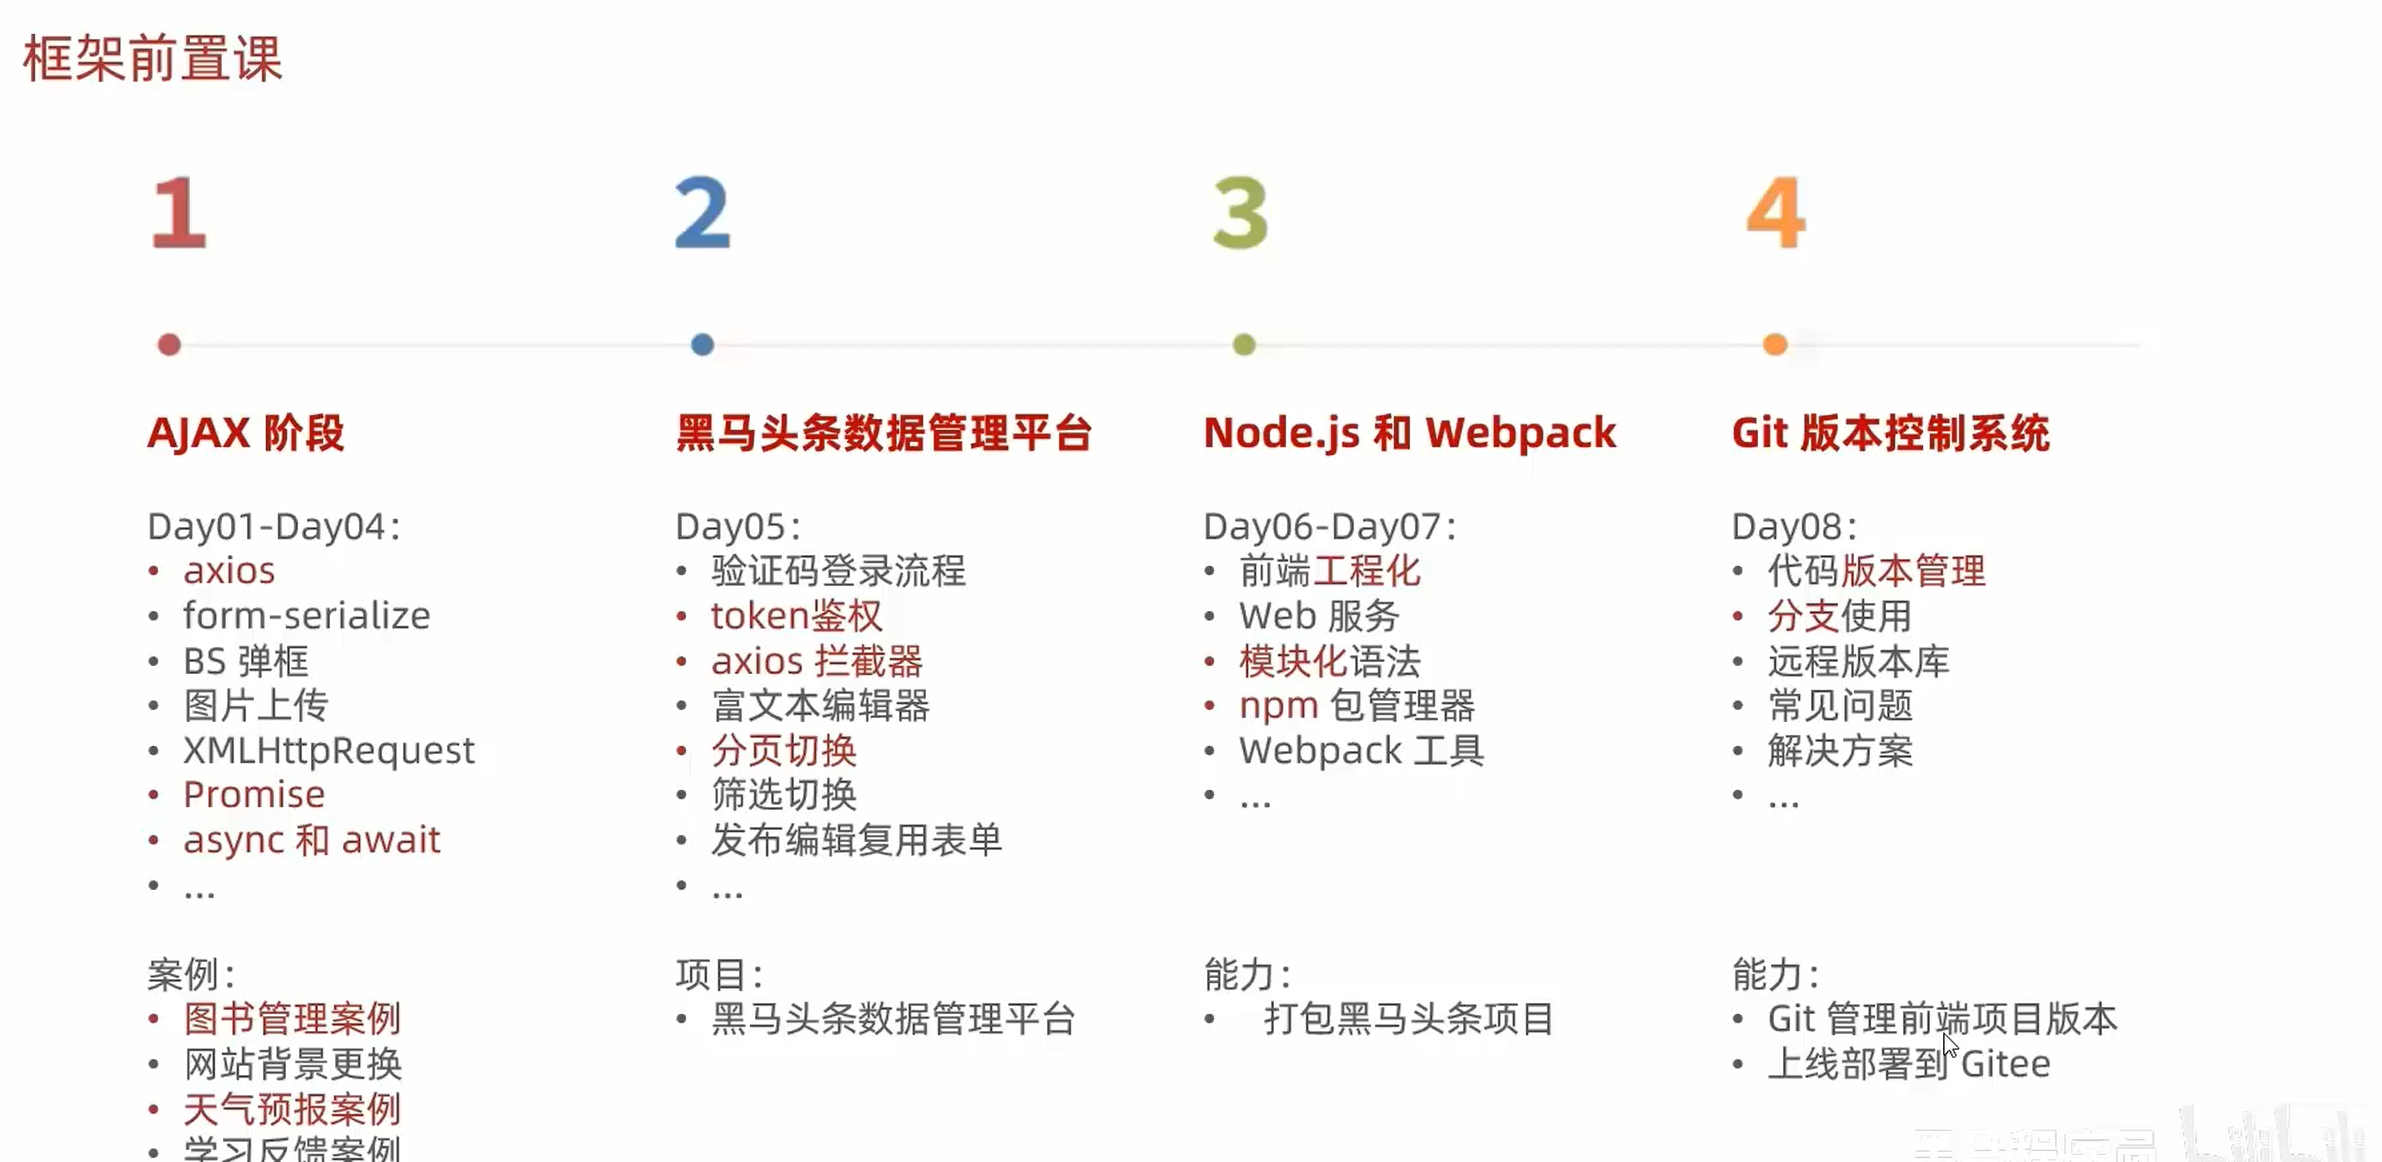 框架前置课
1
2
3
4
AJAX 阶段
Day01-Day04：
• axios
• form-serialize
• BS 弹框
• 图片上传
• XMLHttpRequest
• Promise
• async 和 await
• ...
案例：
• 图书管理案例
• 网站背景更换
• 天气预报案例
• 学习反馈案例
黑马头条数据管理平台
Day05：
• 验证码登录流程
• token鉴权
• axios 拦截器
• 富文本编辑器
• 分页切换
• 筛选切换
• 发布编辑复用表单
• ...
项目：
• 黑马头条数据管理平台
Node.js 和 Webpack
Day06-Day07：
• 前端工程化
• Web 服务
• 模块化语法
• npm 包管理器
• Webpack 工具
• ...
能力：
• 打包黑马头条项目
Git 版本控制系统
Day08：
• 代码版本管理
• 分支使用
• 远程版本库
• 常见问题
• 解决方案
• ...
能力：
• Git 管理前端项目版本
• 上线部署到 Gitee